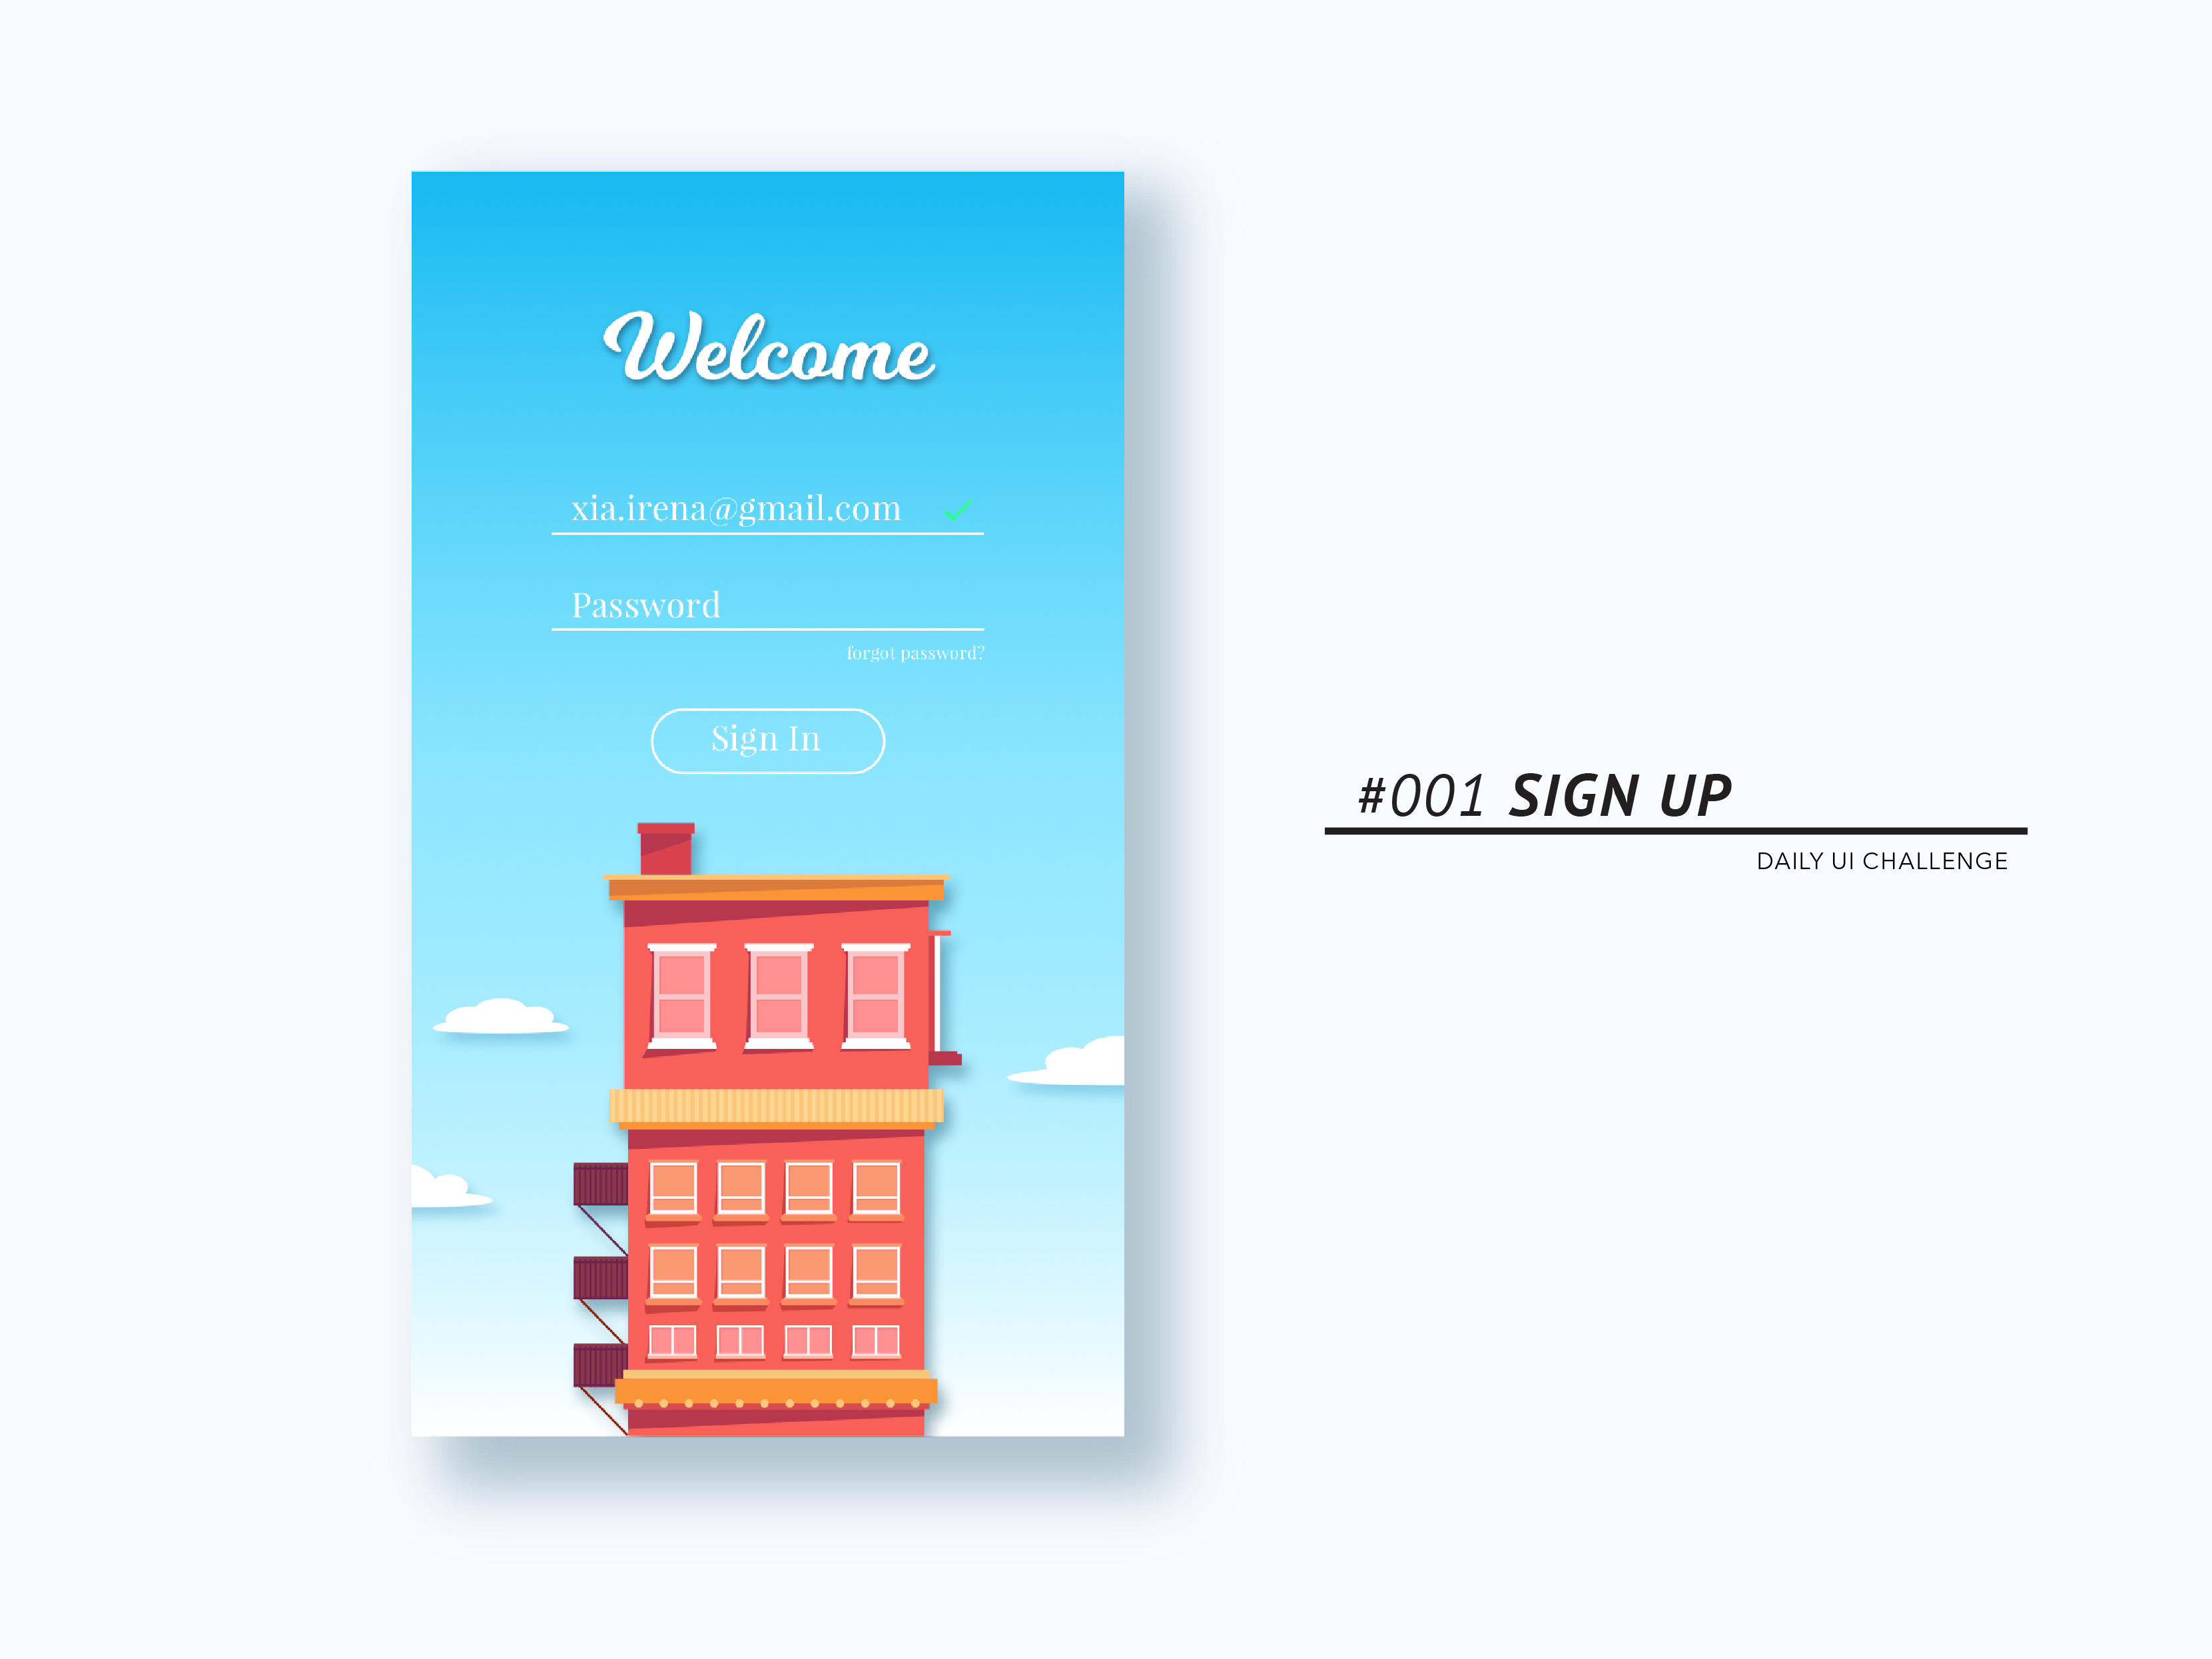 Welcome
xia.irena@gmail.com
Password
forgot password?
Sign In
#001 SIGN UP
DAILY UI CHALLENGE